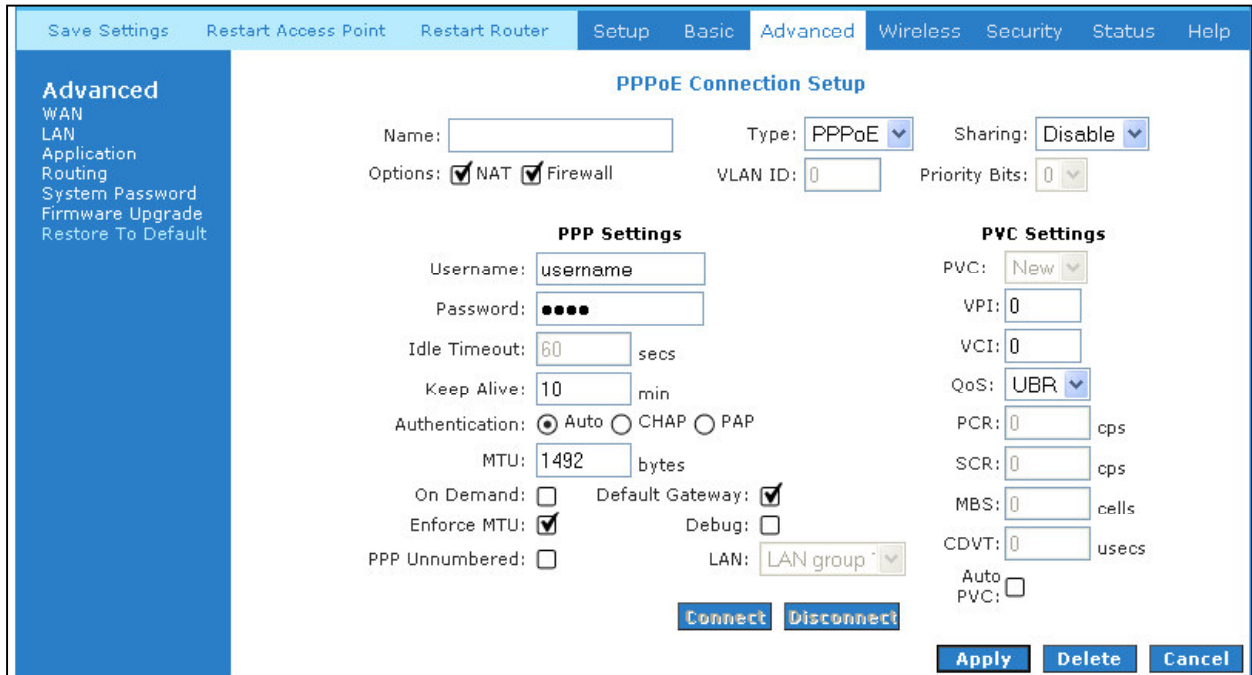 Save Settings Restart Access Point Restart Router Setup Basic Advanced Wireless Security Status Help
Advanced
WAN
LAN
Application
Routing
System Password
Firmware Upgrade
Restore To Default
PPPoE Connection Setup
Name: Type: PPPoE Sharing: Disable
Options: NAT Firewall VLAN ID: 0 Priority Bits: 0
PPP Settings
Username: username
Password: ●●●●
Idle Timeout: 60 secs
Keep Alive: 10 min
Authentication: Auto CHAP PAP
MTU: 1492 bytes
On Demand: Default Gateway:
Enforce MTU: Debug:
PPP Unnumbered: LAN: LAN group
Connect Disconnect
PVC Settings
PVC: New
VPI: 0
VCI: 0
QoS: UBR
PCR: 0 cps
SCR: 0 cps
MBS: 0 cells
CDVT: 0 usecs
Auto
PVC:
Apply Delete Cancel